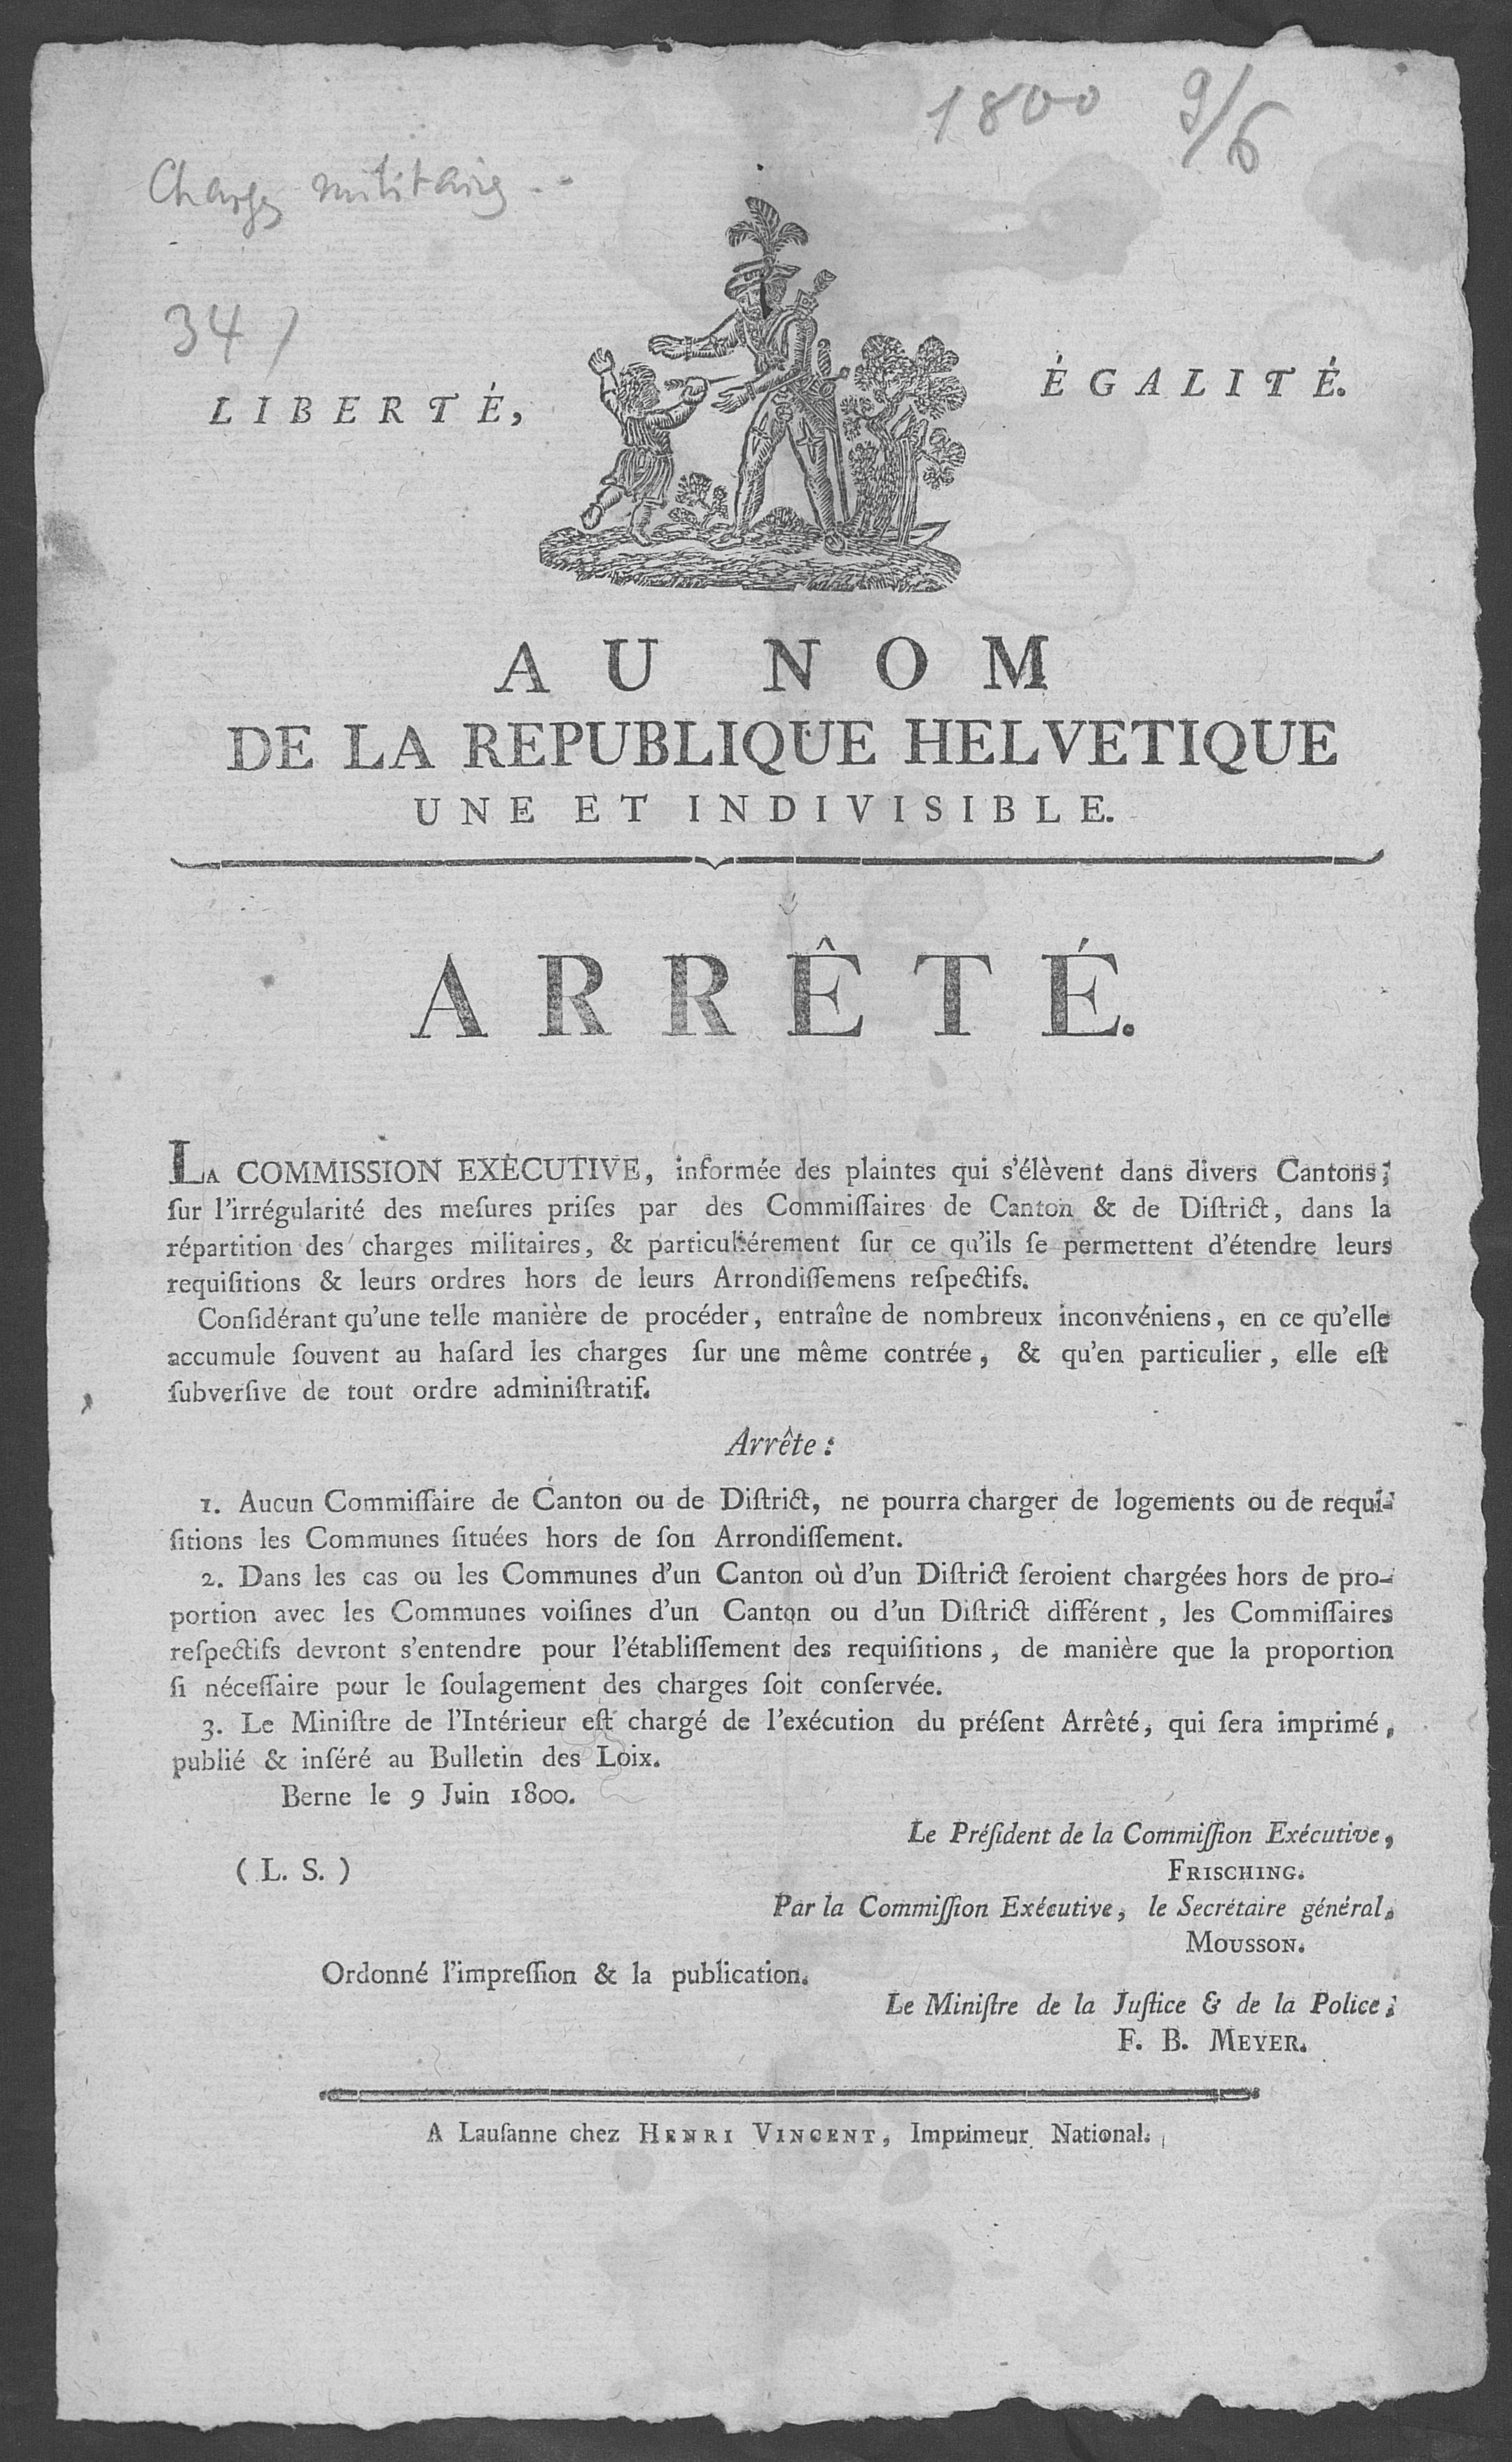 1800 9/6
Charges militaires..
347
LIBERTÉ,
ÉGALITÉ.
AU NOM
DE LA REPUBLIQUE HELVETIQUE
UNE ET INDIVISIBLE.
ARRÊTÉ.
LA COMMISSION EXÉCUTIVE, informée des plaintes qui s'élèvent dans divers Cantons;
ſur l'irrégularité des meſures priſes par des Commiſſaires de Canton & de Diſtrict, dans la
répartition des charges militaires, & particuliérement ſur ce qu'ils ſe permettent d'étendre leurs
requiſitions & leurs ordres hors de leurs Arrondiſſemens reſpectifs.
Conſidérant qu'une telle manière de procéder, entraîne de nombreux inconvéniens, en ce qu'elle
accumule ſouvent au haſard les charges ſur une même contrée, & qu'en particulier, elle eſt
ſubverſive de tout ordre adminiſtratif.
Arrête:
1. Aucun Commiſſaire de Canton ou de Diſtrict, ne pourra charger de logements ou de requi-
ſitions les Communes ſituées hors de ſon Arrondiſſement.
2. Dans les cas ou les Communes d'un Canton où d'un Diſtrict ſeroient chargées hors de pro-
portion avec les Communes voiſines d'un Canton ou d'un Diſtrict différent, les Commiſſaires
reſpectifs devront s'entendre pour l'établiſſement des requiſitions, de manière que la proportion
ſi néceſſaire pour le ſoulagement des charges ſoit conſervée.
3. Le Miniſtre de l'Intérieur eſt chargé de l'exécution du préſent Arrêté, qui ſera imprimé,
publié & inſéré au Bulletin des Loix.
Berne le 9 Juin 1800.
Le Préſident de la Commiſſion Exécutive,
(L. S.) FRISCHING.
Par la Commiſſion Exécutive, le Secrétaire général,
MOUSSON.
Ordonné l'impreſſion & la publication.
Le Miniſtre de la Juſtice & de la Police;
F. B. MEYER.
A Lauſanne chez HENRI VINCENT, Imprimeur National.